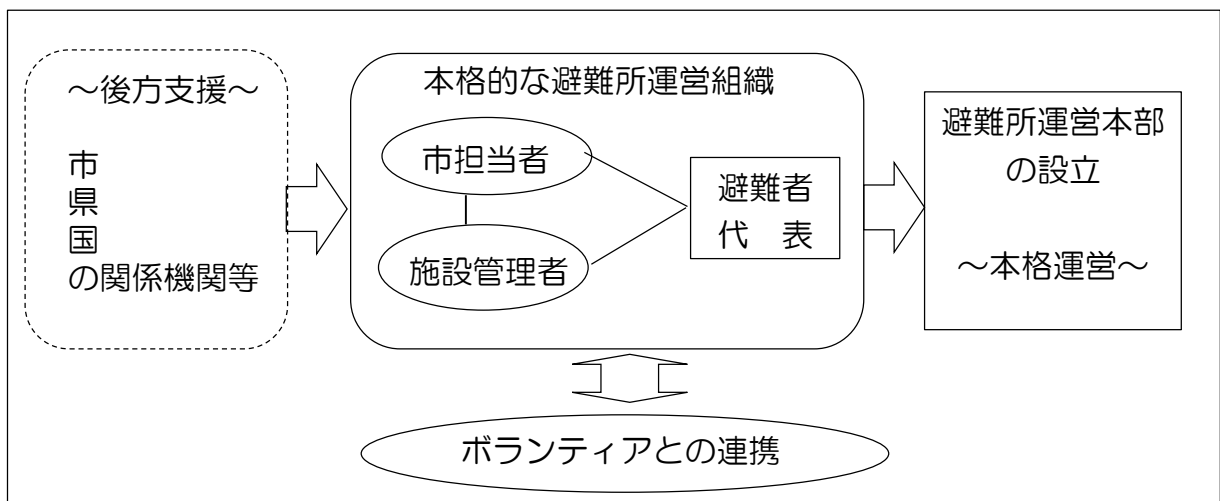 ～後方支援～
市
県
国
の関係機関等
本格的な避難所運営組織
市担当者
施設管理者
避難者
代　表
避難所運営本部
の設立
～本格運営～
ボランティアとの連携